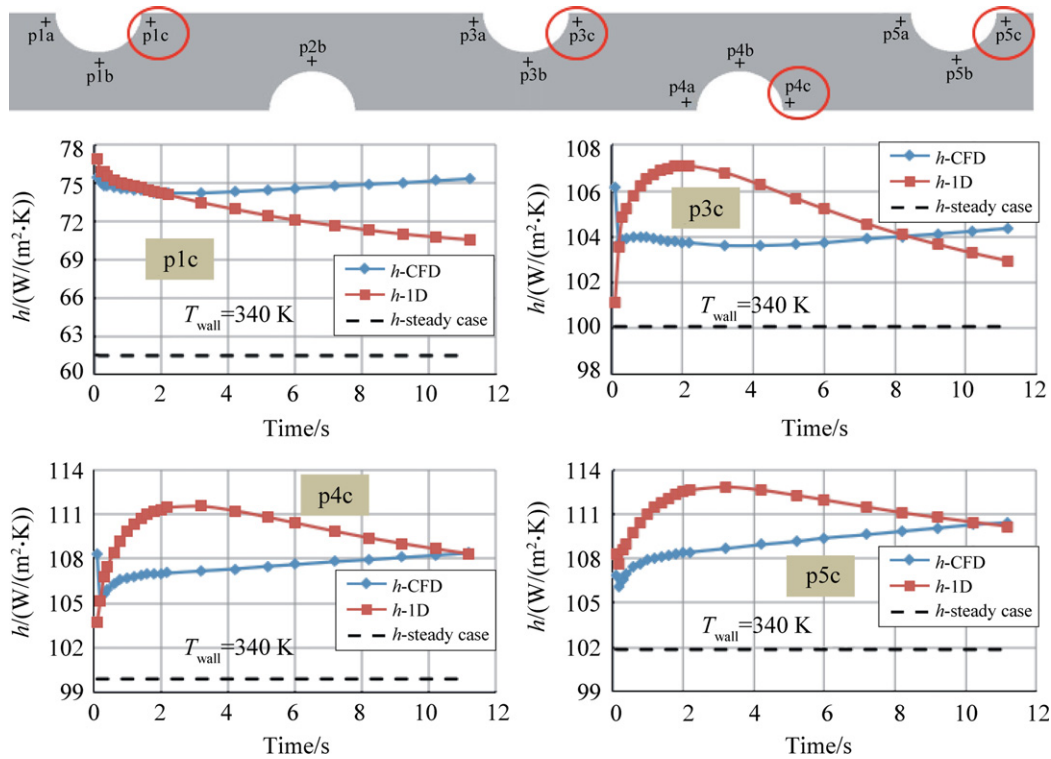 p1a p1c p3a p3c p5a p5c
p1b p2b p3b p4b p5b
p4a p4c
78
75
72
69
66
63
60
p1c
h-CFD
h-1D
h-steady case
T wall=340 K
h/(W/(m²·K))
0 2 4 6 8 10 12
Time/s
108
106
104
102
100
98
p3c
h-CFD
h-1D
h-steady case
T wall=340 K
h/(W/(m²·K))
0 2 4 6 8 10 12
Time/s
114
111
108
105
102
99
p4c
h-CFD
h-1D
h-steady case
T wall=340 K
h/(W/(m²·K))
0 2 4 6 8 10 12
Time/s
114
111
108
105
102
99
p5c
h-CFD
h-1D
h-steady case
T wall=340 K
h/(W/(m²·K))
0 2 4 6 8 10 12
Time/s